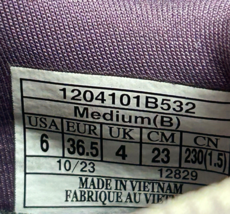 1204101B532
Medium(B)
USA EUR UK CM CN
6 36.5 4 23 230(1.5)
10/23 12829
MADE IN VIETNAM
FABRIQUE AU VIETNAM